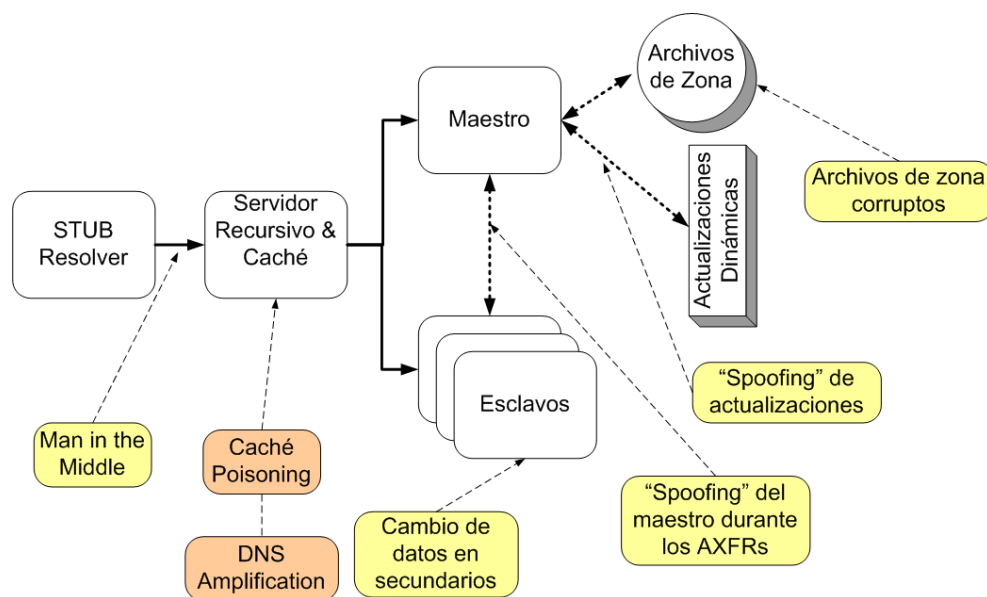 Archivos
de Zona
Maestro
Archivos de zona
corruptos
STUB
Resolver
Servidor
Recursivo &
Caché
Actualizaciones
Dinámicas
Esclavos
“Spoofing” de
actualizaciones
Man in the
Middle
Caché
Poisoning
“Spoofing” del
maestro durante
los AXFRs
Cambio de
datos en
secundarios
DNS
Amplification